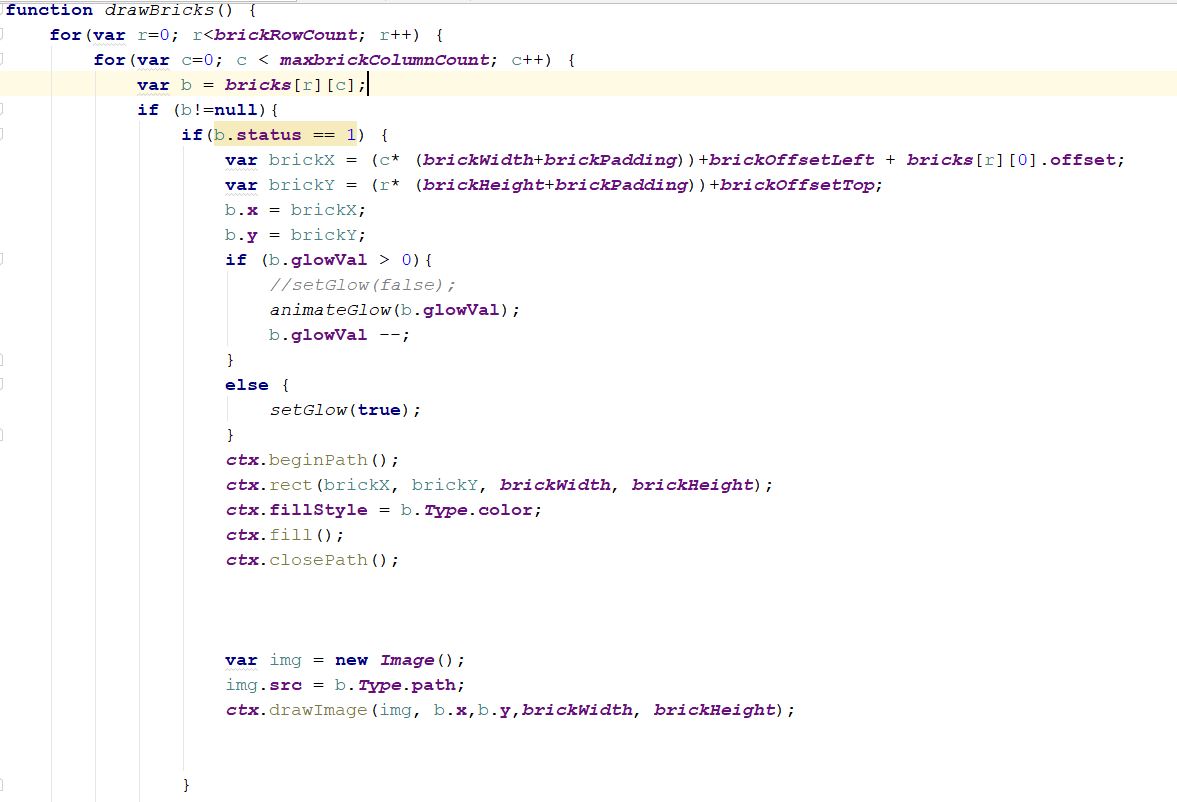 function drawBricks() {
    for(var r=0; r<brickRowCount; r++) {
        for(var c=0; c < maxbrickColumnCount; c++) {
            var b = bricks[r][c];
            if (b!=null){
                if(b.status == 1) {
                    var brickX = (c* (brickWidth+brickPadding))+brickOffsetLeft + bricks[r][0].offset;
                    var brickY = (r* (brickHeight+brickPadding))+brickOffsetTop;
                    b.x = brickX;
                    b.y = brickY;
                    if (b.glowVal > 0){
                        //setGlow(false);
                        animateGlow(b.glowVal);
                        b.glowVal --;
                    }
                    else {
                        setGlow(true);
                    }
                    ctx.beginPath();
                    ctx.rect(brickX, brickY, brickWidth, brickHeight);
                    ctx.fillStyle = b.Type.color;
                    ctx.fill();
                    ctx.closePath();
                    var img = new Image();
                    img.src = b.Type.path;
                    ctx.drawImage(img, b.x,b.y,brickWidth, brickHeight);
                }